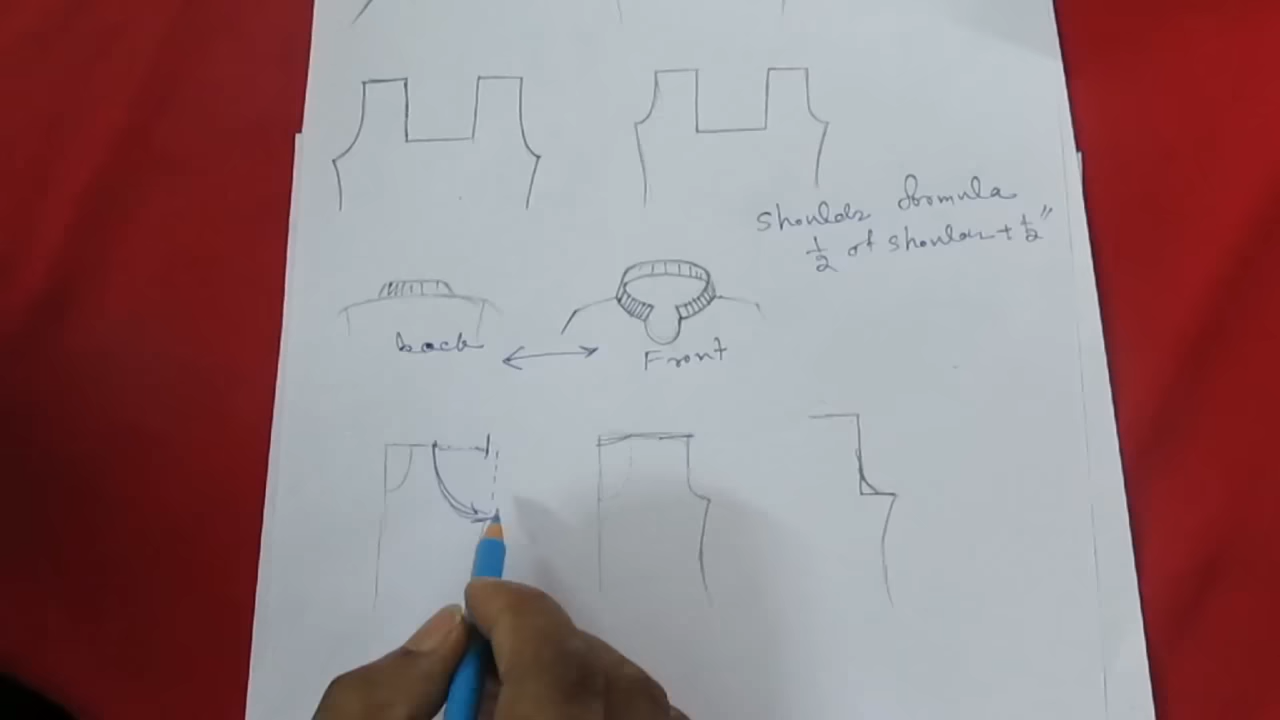 Shoulder formula
1/2 of shoulder + 1/2"
back
Front